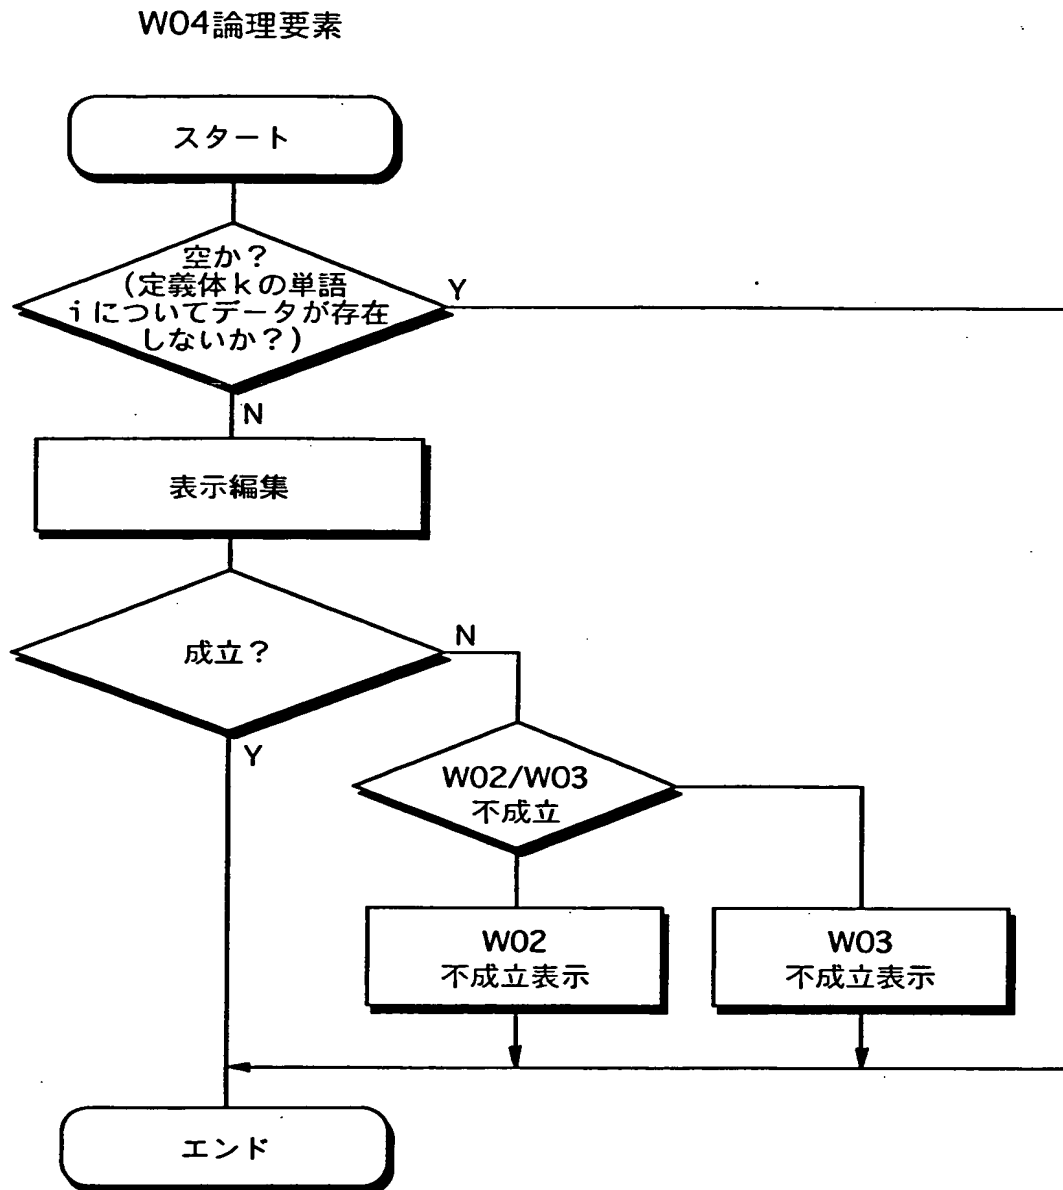 W04論理要素
スタート
空か？
（定義体kの単語
iについてデータが存在
しないか？）
Y
N
表示編集
成立？
N
Y
W02/W03
不成立
W02
不成立表示
W03
不成立表示
エンド